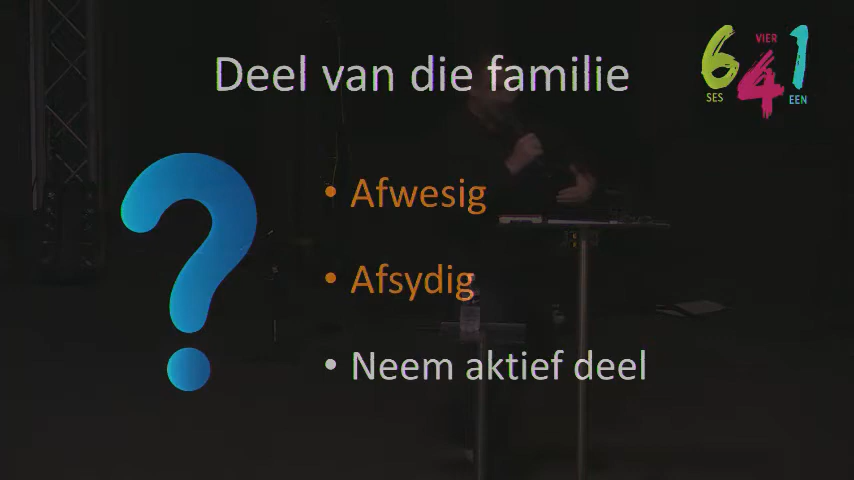 Deel van die familie
6 VIER 4 1
SES EEN
• Afwesig
• Afsydig
• Neem aktief deel
?